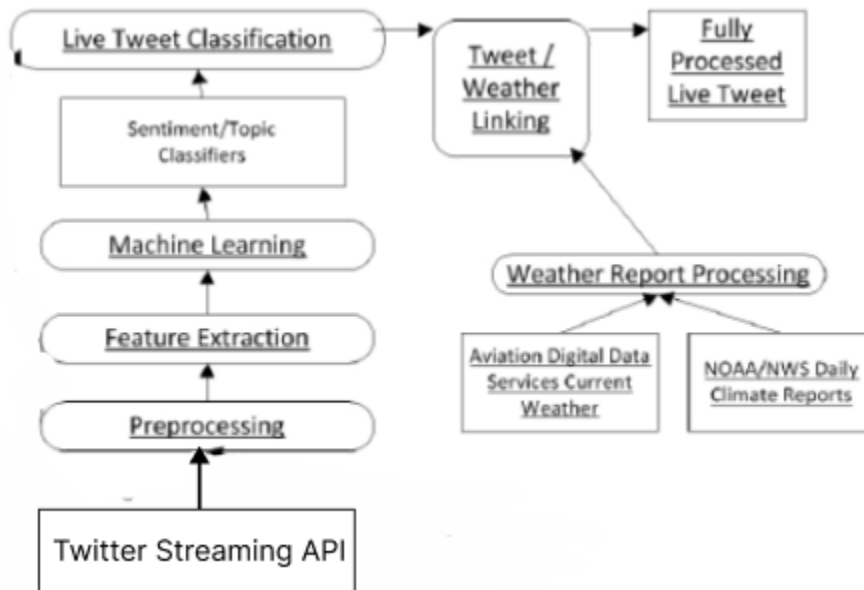 Live Tweet Classification
Tweet /
Weather
Linking
Fully
Processed
Live Tweet
Sentiment/Topic
Classifiers
Machine Learning
Weather Report Processing
Feature Extraction
Aviation Digital Data
Services Current
Weather
NOAA/NWS Daily
Climate Reports
Preprocessing
Twitter Streaming API